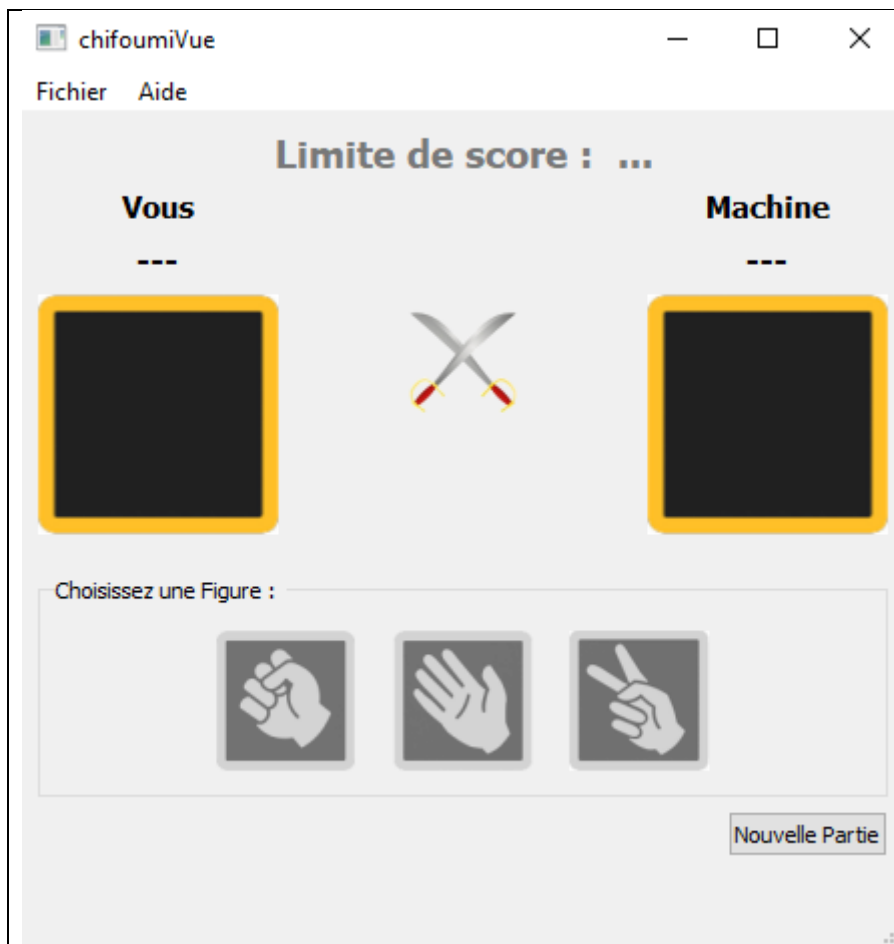 chifoumiVue
Fichier Aide
Limite de score : ...
Vous Machine
--- ---
Choisissez une Figure :
Nouvelle Partie